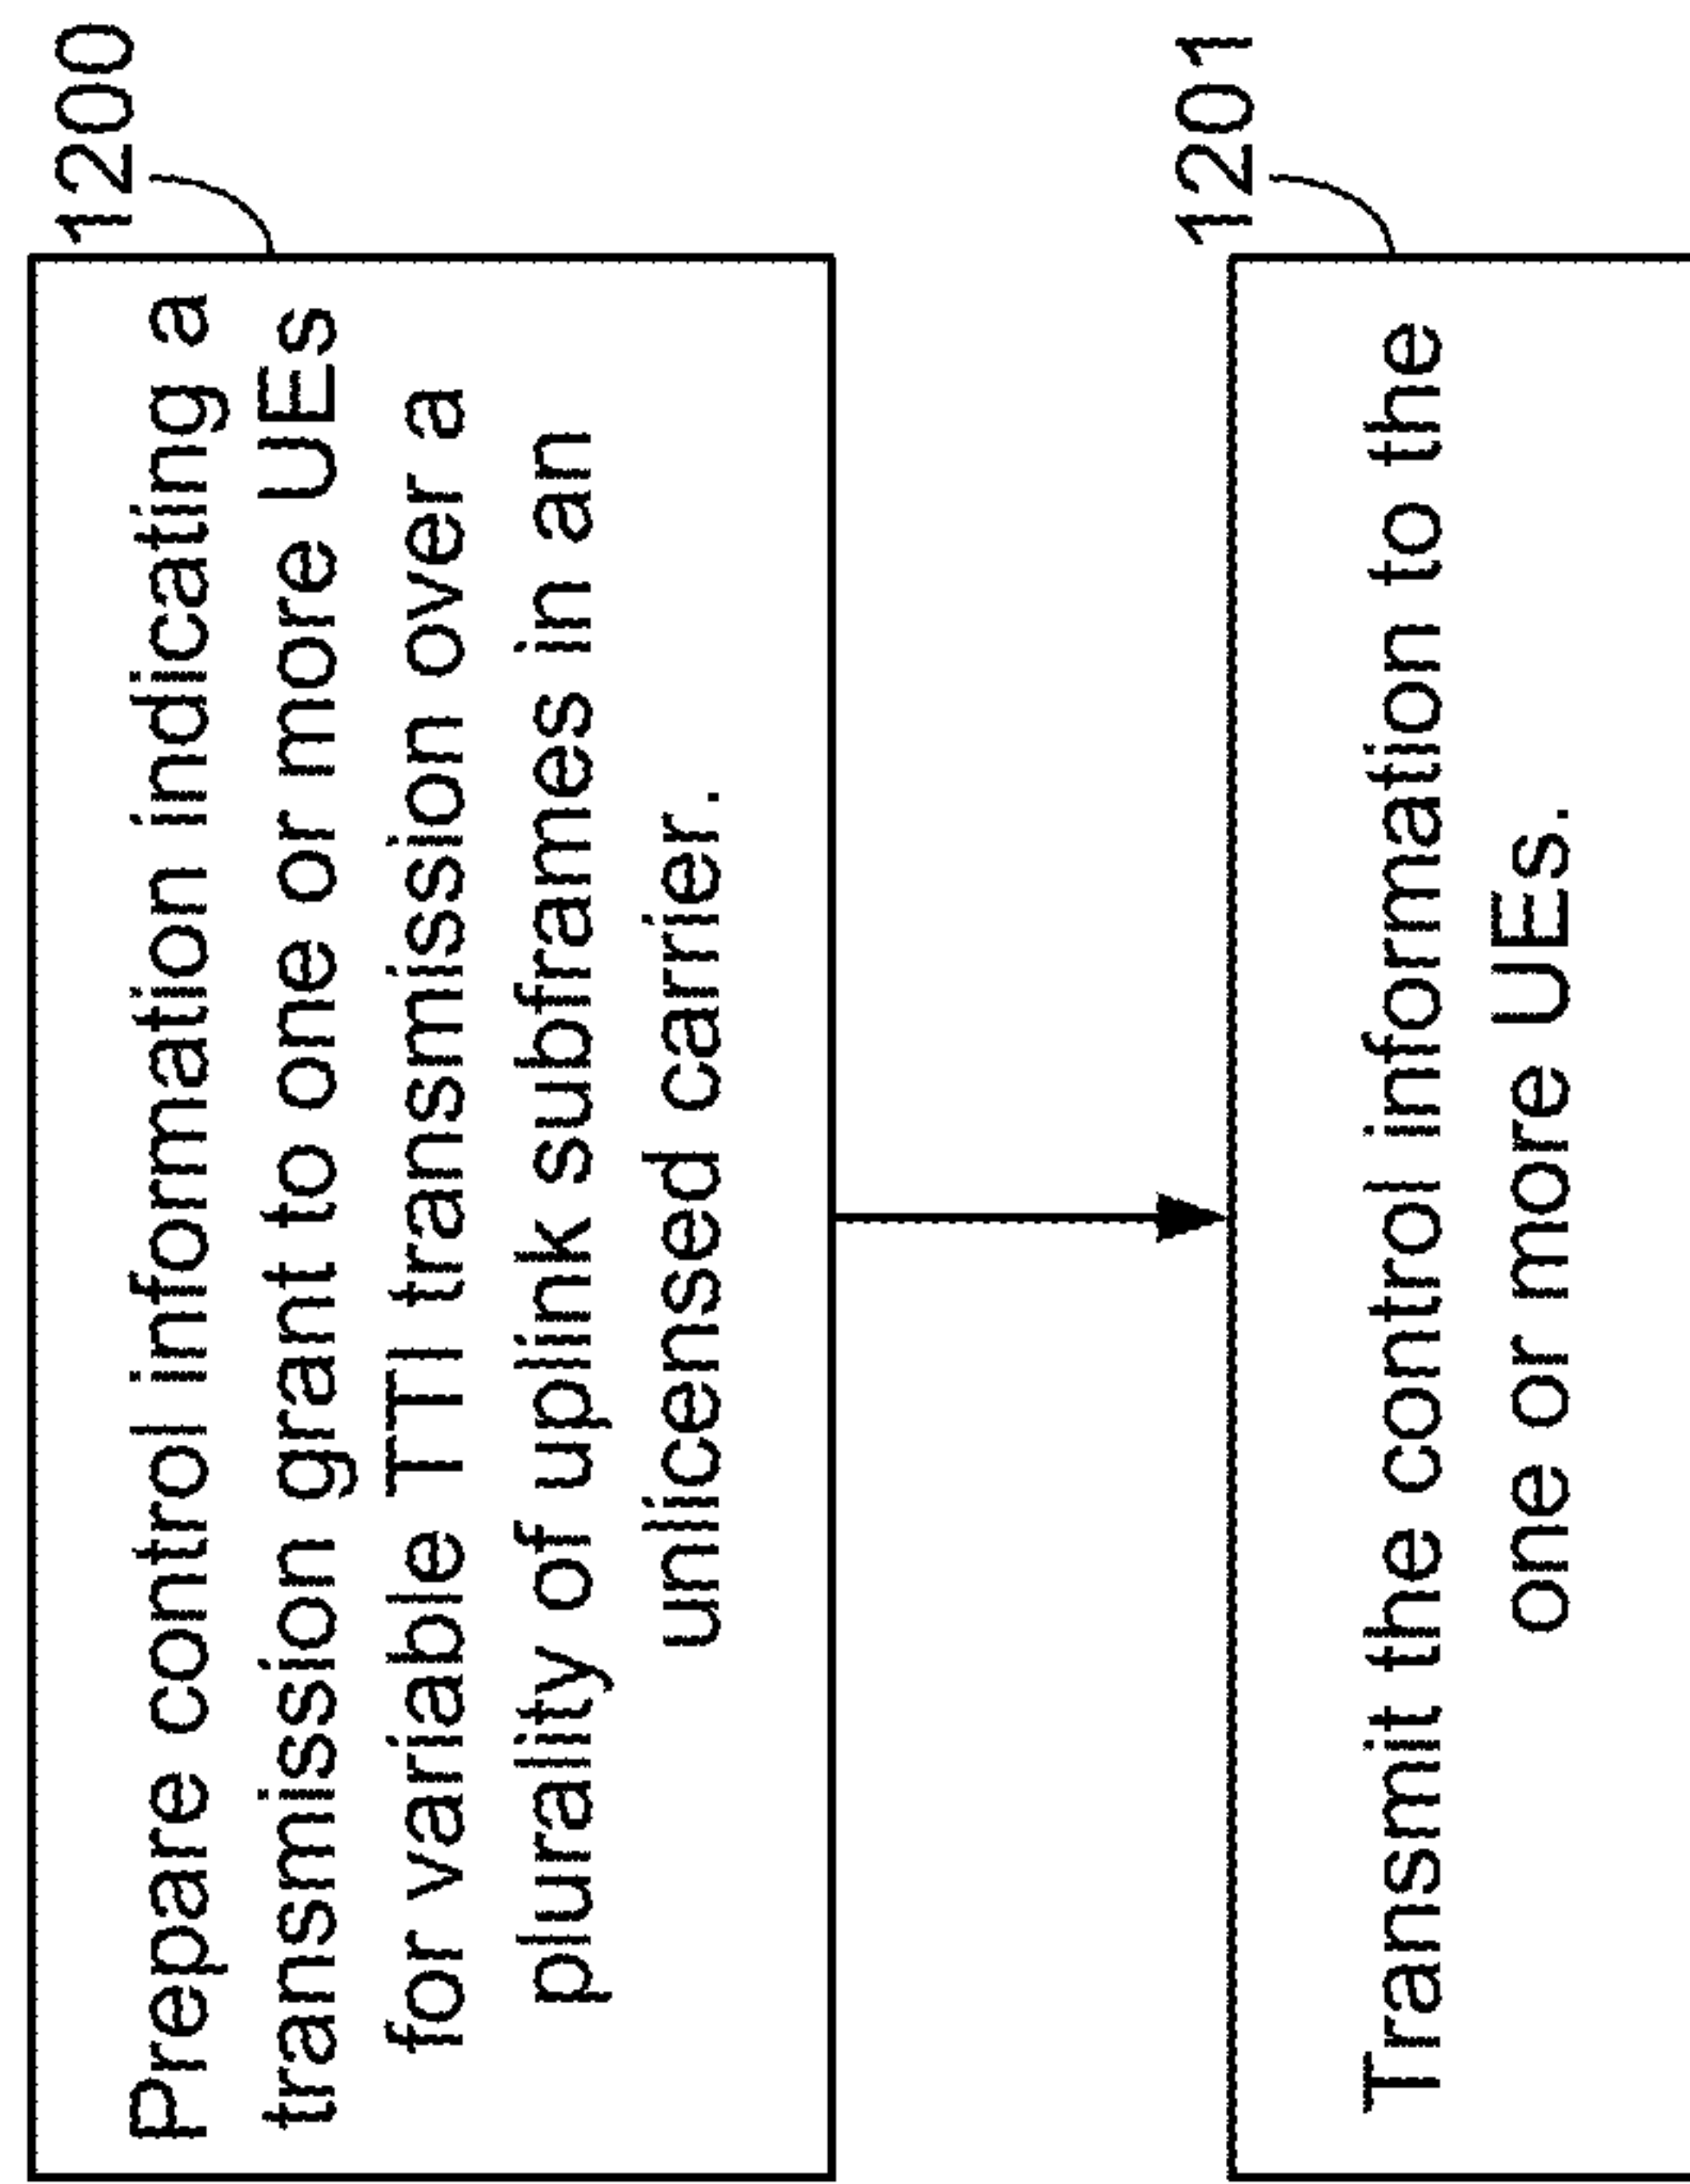 1200
Prepare control information indicating a
transmission grant to one or more UEs
for variable TTI transmission over a
plurality of uplink subframes in an
unlicensed carrier.
1201
Transmit the control information to the
one or more UEs.